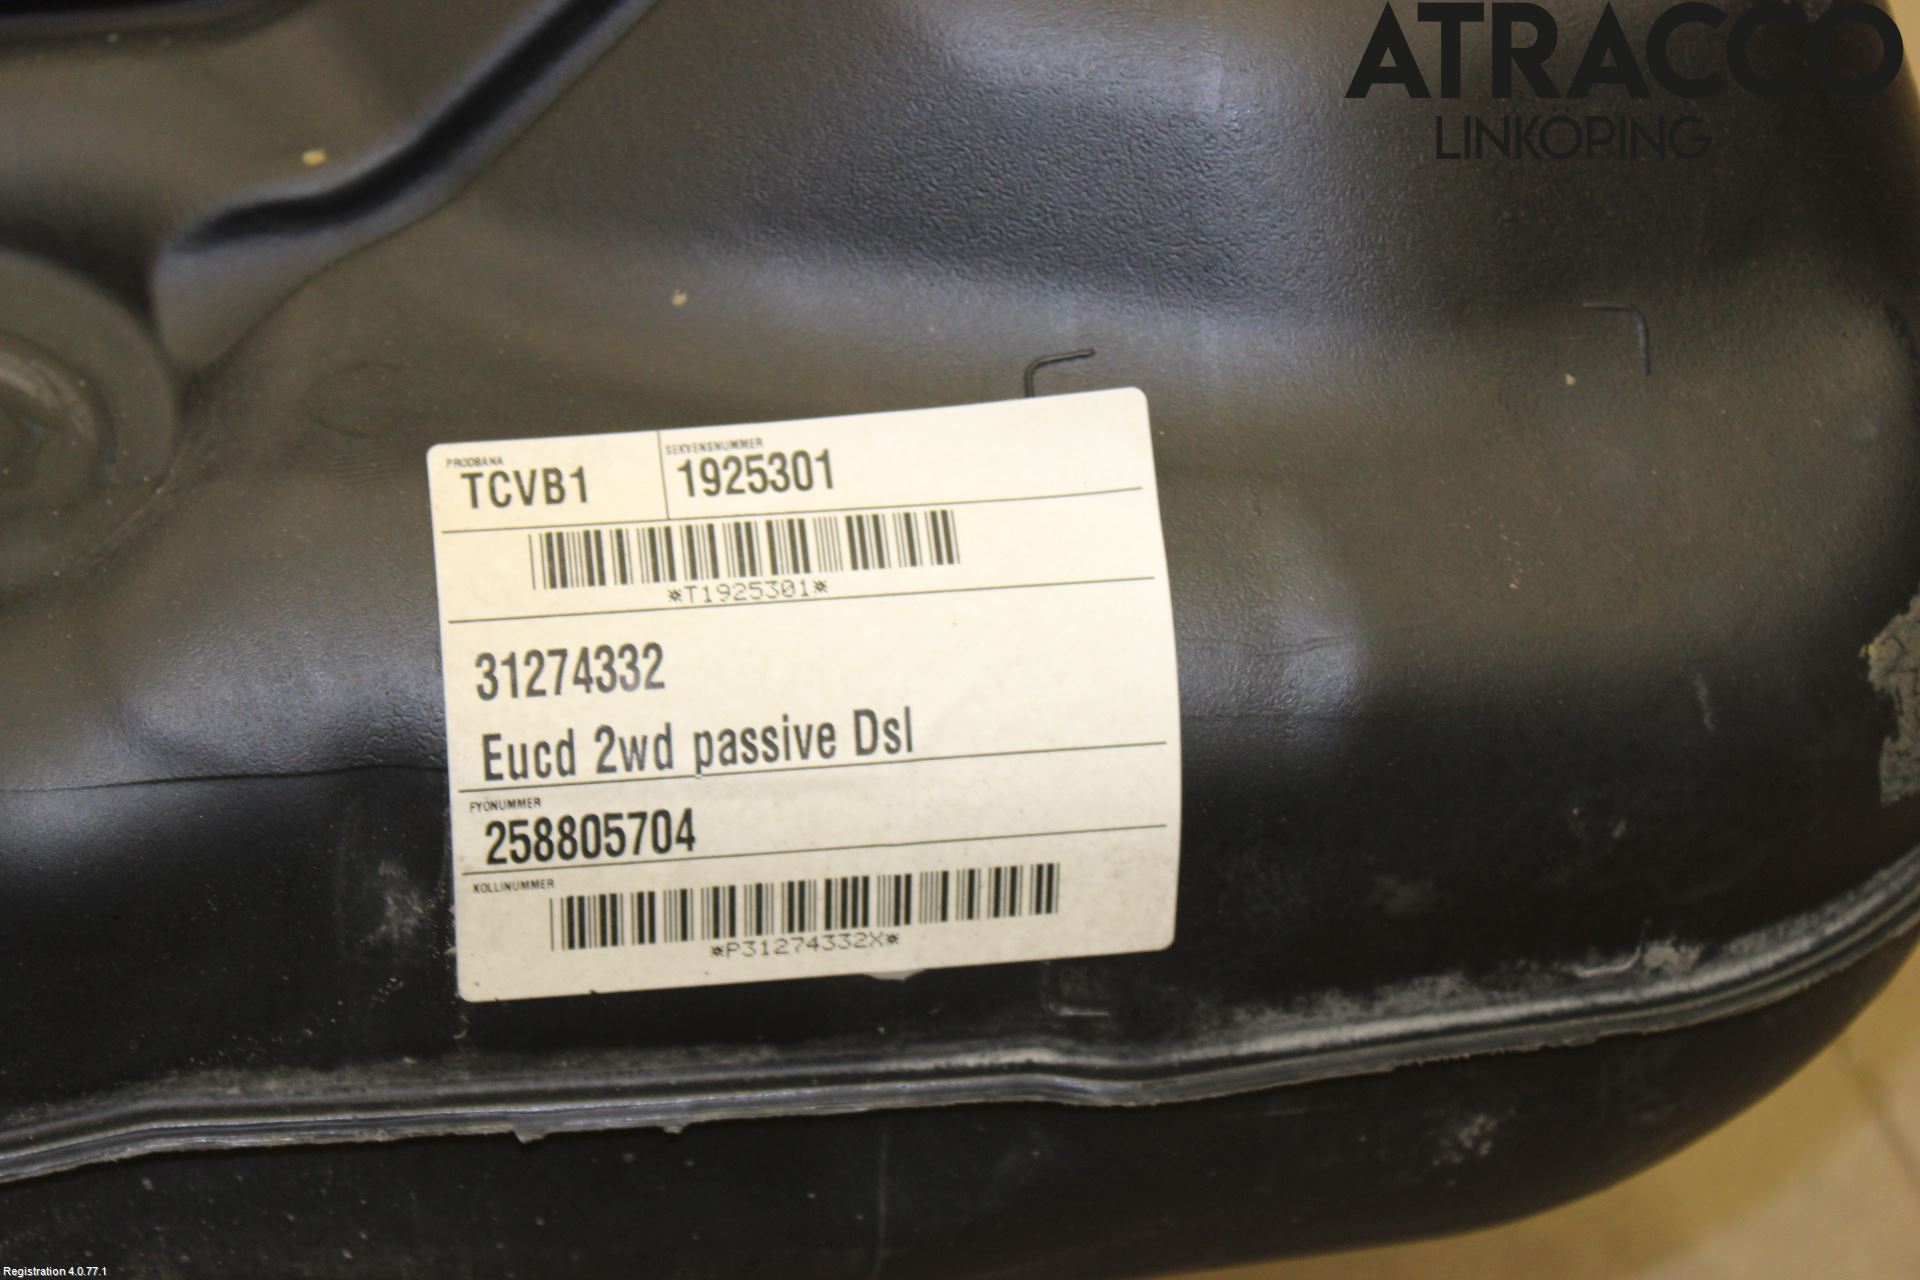 ATRACCO
LINKÖPING
PRODBANA
TCVB1
SEKVENSNUMMER
1925301
*T1925301*
31274332
Eucd 2wd passive Dsl
FYONUMMER
258805704
KOLLINUMMER
*P31274332X*
Registration 4.0.77.1